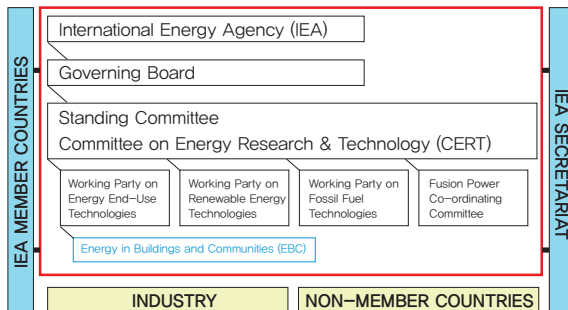 IEA MEMBER COUNTRIES
International Energy Agency (IEA)
Governing Board
Standing Committee
Committee on Energy Research & Technology (CERT)
Working Party on
Energy End-Use
Technologies
Working Party on
Renewable Energy
Technologies
Working Party on
Fossil Fuel
Technologies
Fusion Power
Co-ordinating
Committee
Energy in Buildings and Communities (EBC)
IEA SECRETARIAT
INDUSTRY
NON-MEMBER COUNTRIES